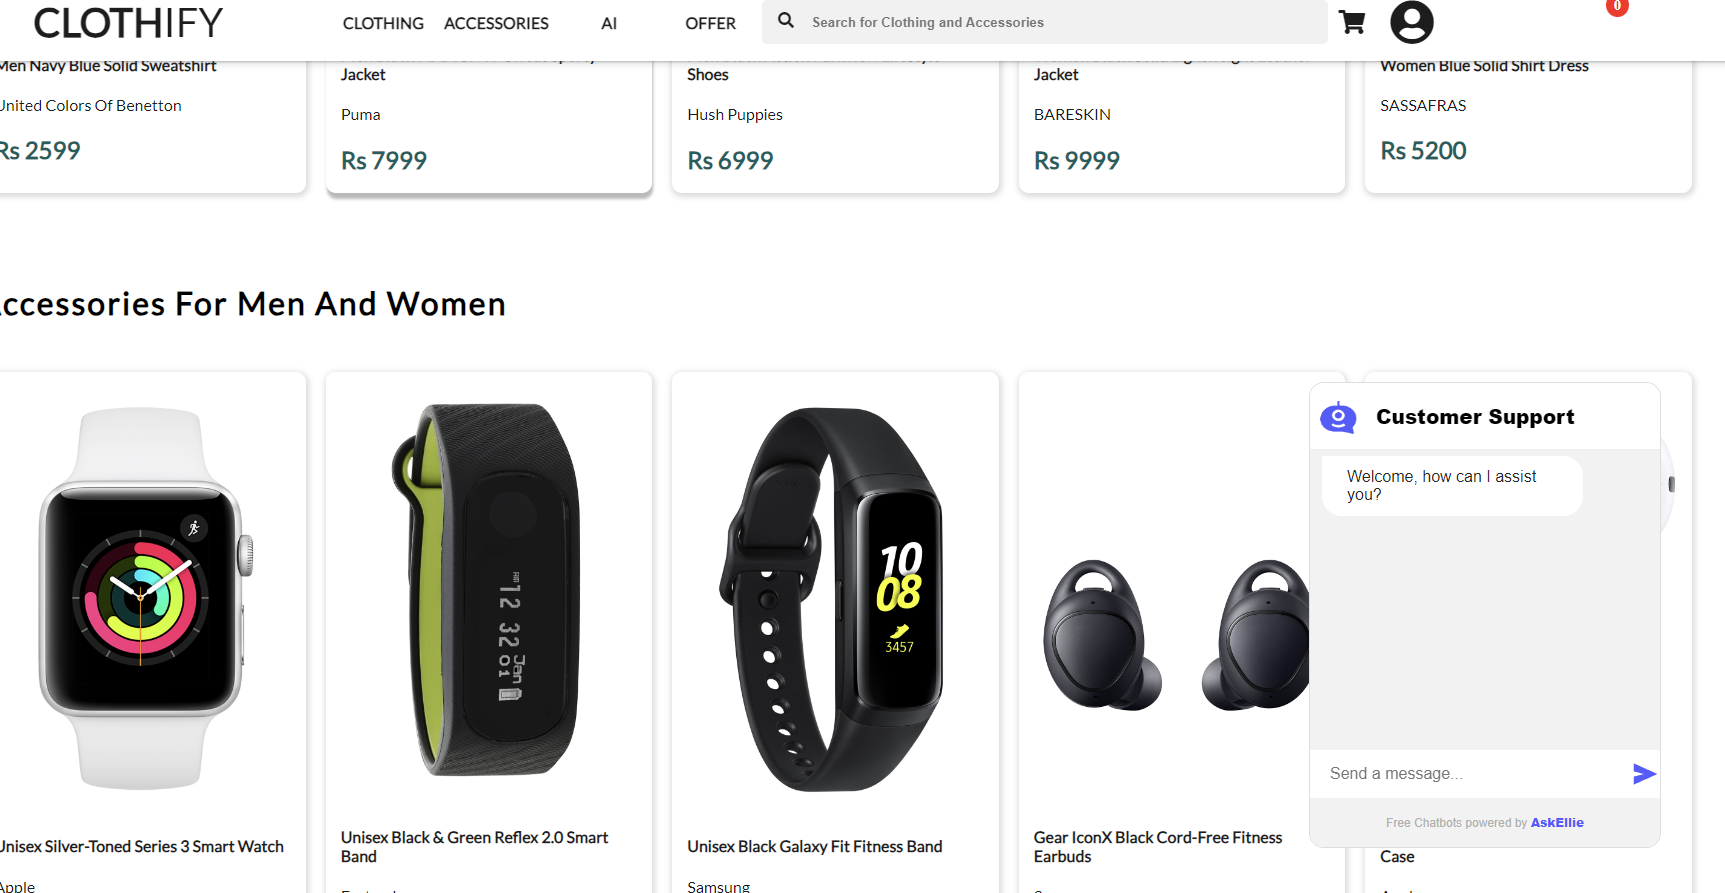 CLOTHIFY
CLOTHING ACCESSORIES AI OFFER
Search for Clothing and Accessories
0
Men Navy Blue Solid Sweatshirt
United Colors Of Benetton
Rs 2599
Jacket
Puma
Rs 7999
Shoes
Hush Puppies
Rs 6999
Jacket
BARESKIN
Rs 9999
Women Blue Solid Shirt Dress
SASSAFRAS
Rs 5200
Accessories For Men And Women
Unisex Silver-Toned Series 3 Smart Watch
Apple
12 32
Jan
01
Unisex Black & Green Reflex 2.0 Smart
Band
10
08
3457
Unisex Black Galaxy Fit Fitness Band
Samsung
Gear IconX Black Cord-Free Fitness
Earbuds
Case
Customer Support
Welcome, how can I assist
you?
Send a message...
Free Chatbots powered by AskEllie